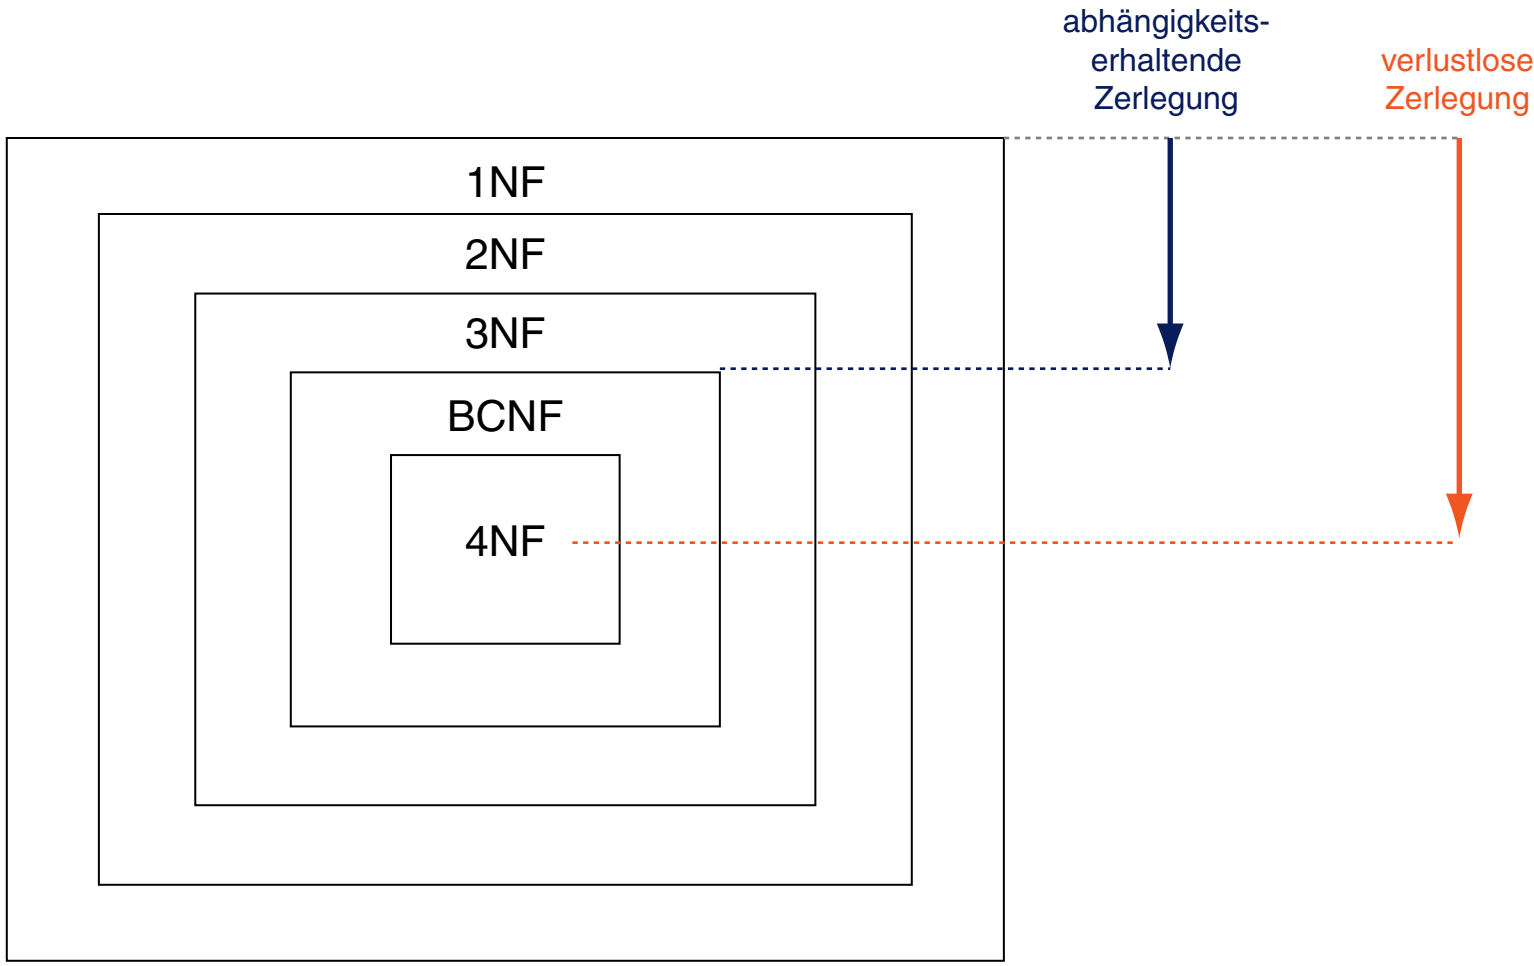 abhängigkeits-
erhaltende
Zerlegung
verlustlose
Zerlegung
1NF
2NF
3NF
BCNF
4NF